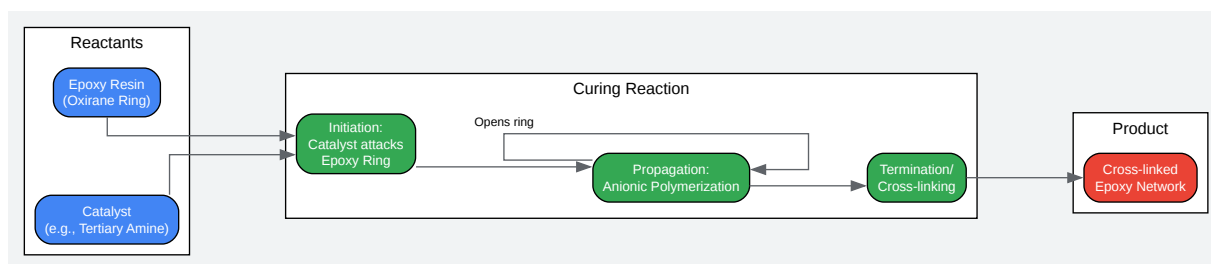 Reactants
Epoxy Resin
(Oxirane Ring)
Catalyst
(e.g., Tertiary Amine)
Curing Reaction
Initiation:
Catalyst attacks
Epoxy Ring
Opens ring
Propagation:
Anionic Polymerization
Termination/
Cross-linking
Product
Cross-linked
Epoxy Network